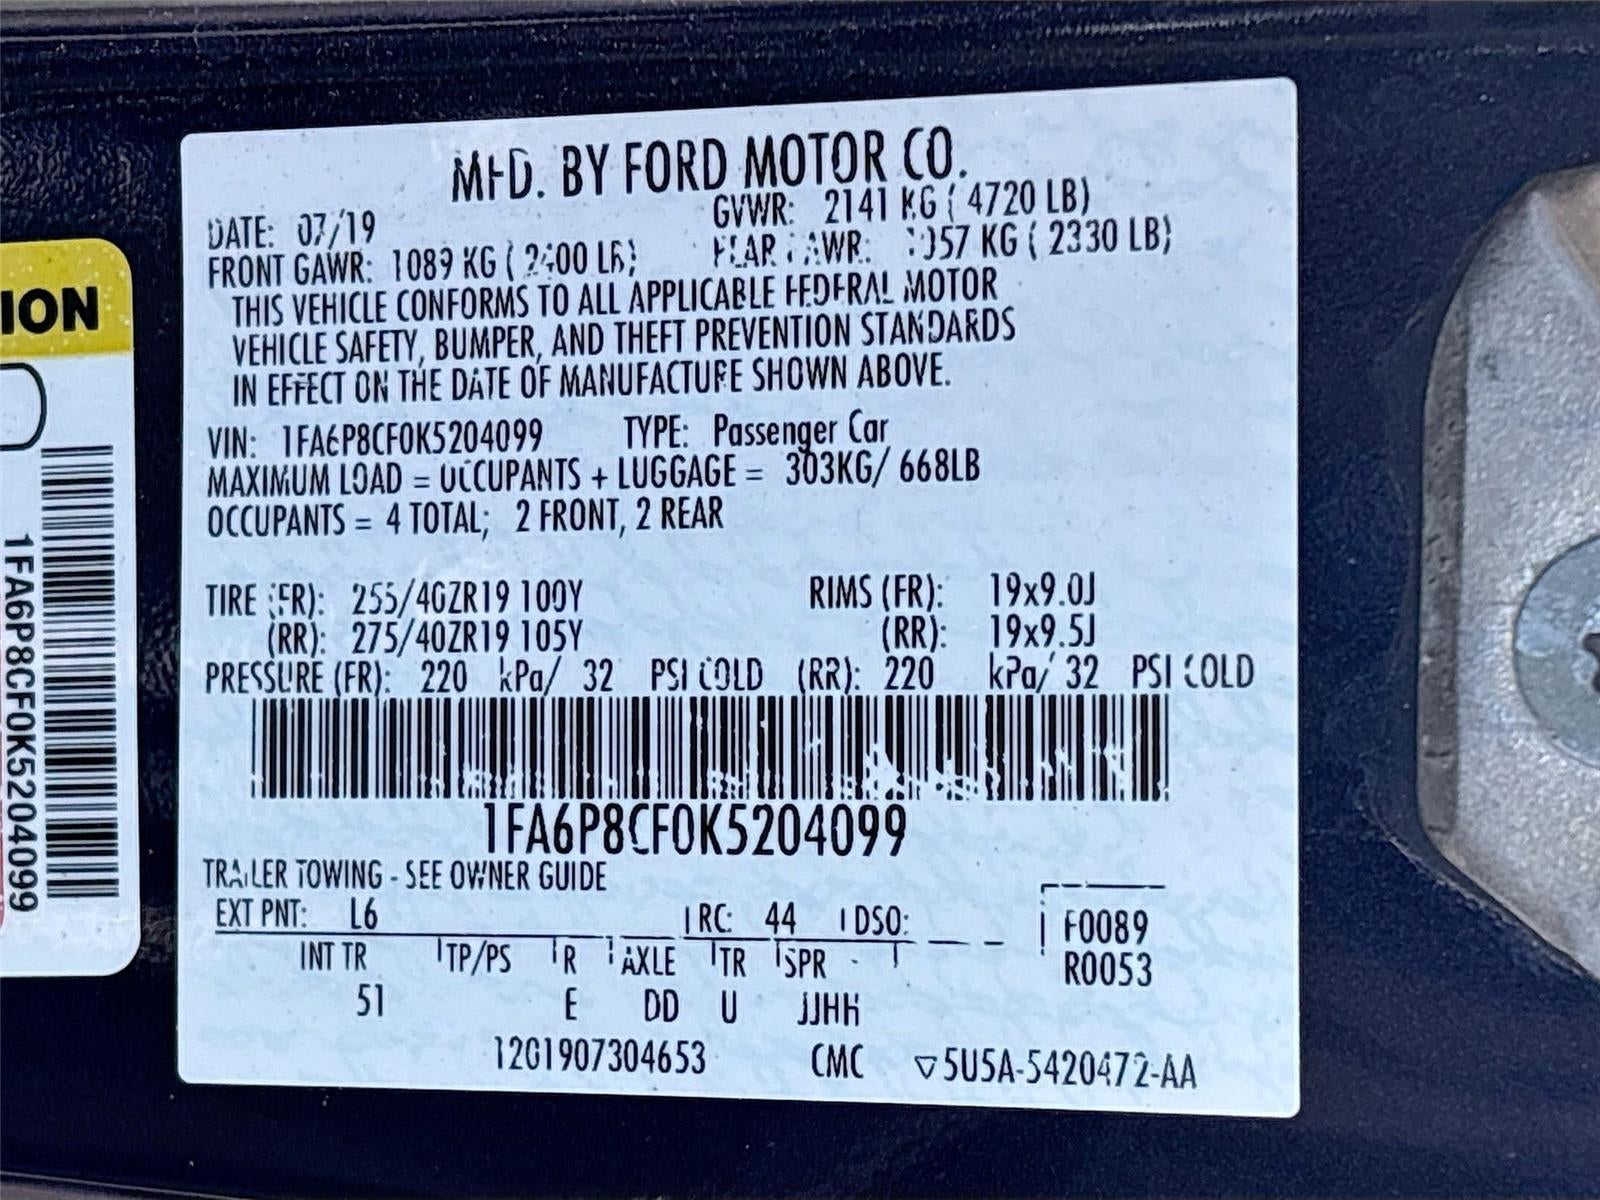 MFD. BY FORD MOTOR CO.
DATE: 07/19 GVWR: 2141 KG ( 4720 LB)
FRONT GAWR: 1089 KG ( 2400 LB) REAR GAWR: 1057 KG ( 2330 LB)
THIS VEHICLE CONFORMS TO ALL APPLICABLE FEDERAL MOTOR
VEHICLE SAFETY, BUMPER, AND THEFT PREVENTION STANDARDS
IN EFFECT ON THE DATE OF MANUFACTURE SHOWN ABOVE.
VIN: 1FA6P8CF0K5204099 TYPE: Passenger Car
MAXIMUM LOAD = OCCUPANTS + LUGGAGE = 303KG/ 668LB
OCCUPANTS = 4 TOTAL; 2 FRONT, 2 REAR
TIRE (FR): 255/40ZR19 100Y RIMS (FR): 19x9.0J
(RR): 275/40ZR19 105Y (RR): 19x9.5J
PRESSURE (FR): 220 kPa/ 32 PSI COLD (RR): 220 kPa/ 32 PSI COLD
1FA6P8CF0K5204099
TRAILER TOWING - SEE OWNER GUIDE
EXT PNT: L6 RC: 44 DSO: F0089
INT TR TP/PS R AXLE TR SPR R0053
51 E DD U JJHH
1201907304653 CMC ▽5U5A-5420472-AA
ION
1FA6P8CF0K5204099